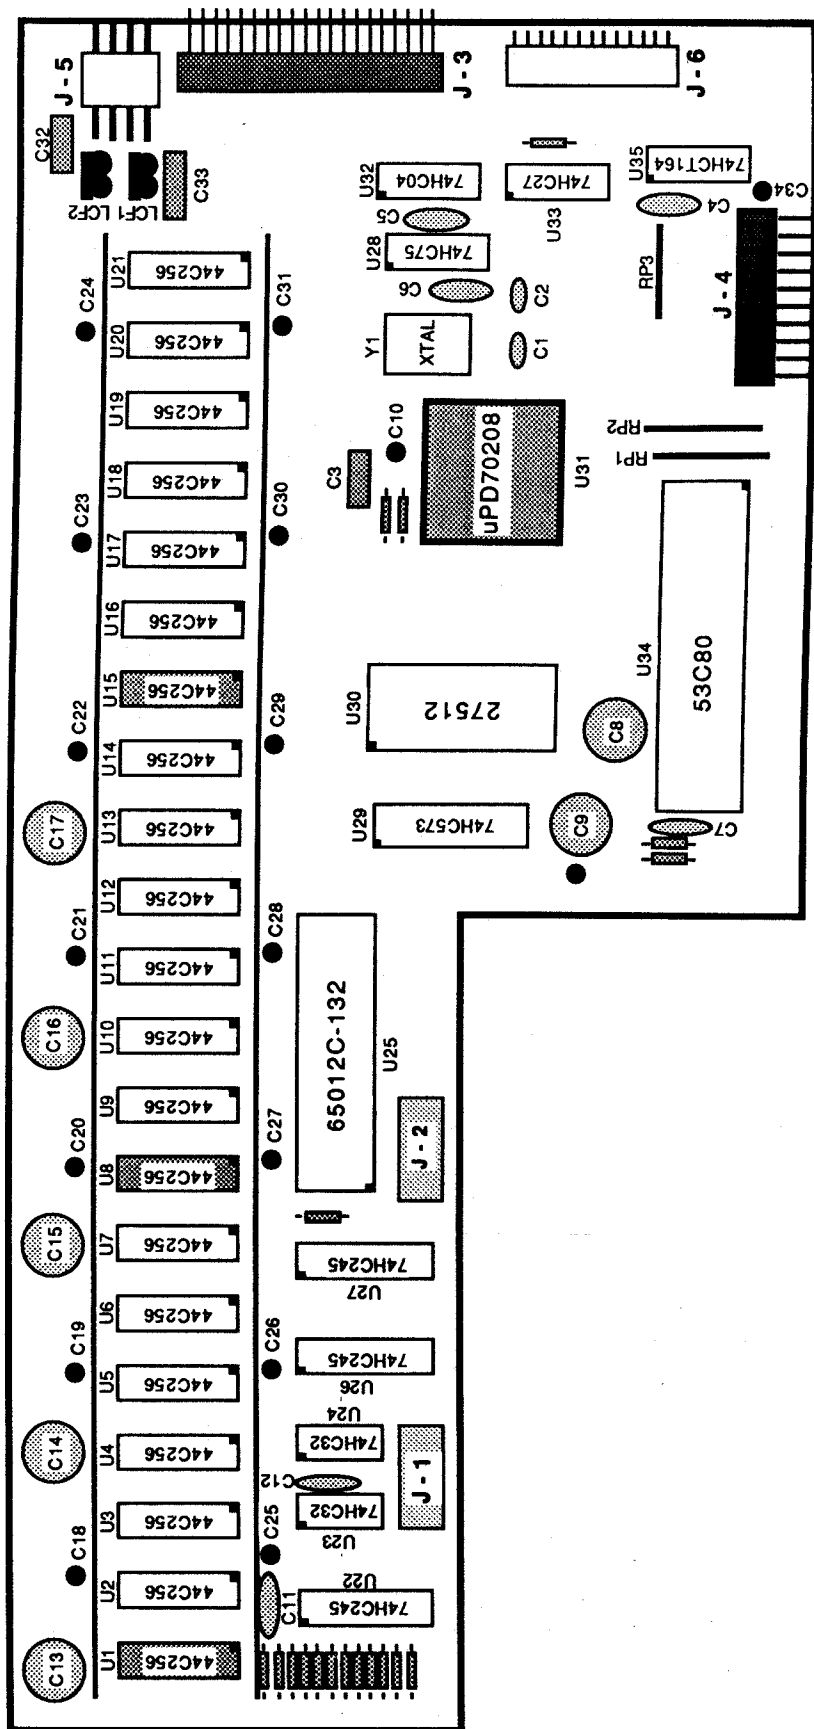 J - 5
J - 3
J - 6
C32
LCF2
LCF1
C33
U32
74HC04
74HC27
U33
U35
74HCT164
C34
C5
C4
U28
74HC75
C6
C2
RP3
J - 4
Y1
XTAL
C1
C24
U21
44C256
C31
U20
44C256
U19
44C256
RP2
RP1
C3
C10
uPD70208
U31
U18
44C256
C23
U17
44C256
C30
U16
44C256
U15
44C256
U34
53C80
U30
27512
C8
C22
U14
44C256
C29
C17
U13
44C256
U29
74HC573
C9
C7
U12
44C256
C21
U11
44C256
C28
C16
U10
44C256
65012C-132
U25
U9
44C256
C20
U8
44C256
C27
J - 2
C15
U7
44C256
74HC245
U27
U6
44C256
C19
U5
44C256
C26
74HC245
U26
U24
C14
U4
44C256
74HC32
J - 1
C12
U3
44C256
74HC32
U23
C18
C25
U2
44C256
C11
U22
74HC245
C13
U1
44C256